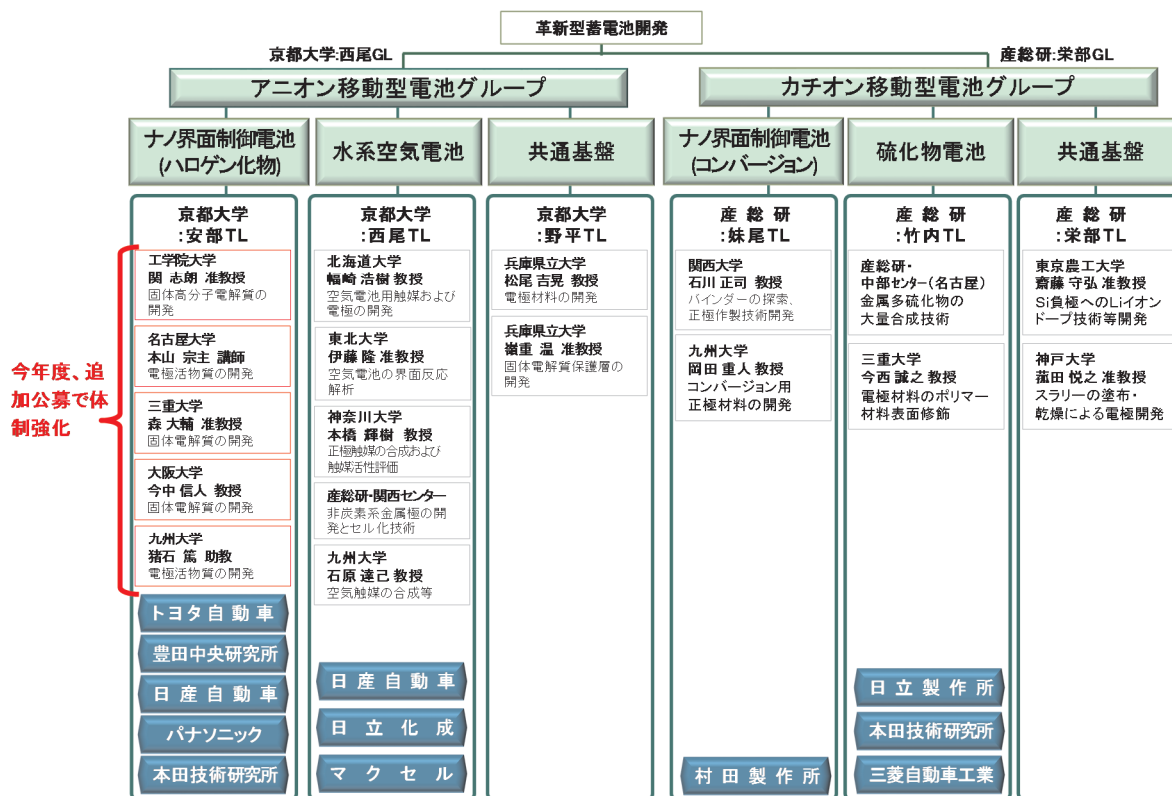 革新型蓄電池開発
京都大学:西尾GL
産総研:栄部GL
アニオン移動型電池グループ
カチオン移動型電池グループ
ナノ界面制御電池
(ハロゲン化物)
水系空気電池
共通基盤
ナノ界面制御電池
(コンバージョン)
硫化物電池
共通基盤
京都大学
:安部TL
工学院大学
関 志朗 准教授
固体高分子電解質の
開発
名古屋大学
本山 宗主 講師
電極活物質の開発
三重大学
森 大輔 准教授
固体電解質の開発
大阪大学
今中 信人 教授
固体電解質の開発
九州大学
猪石 篤 助教
電極活物質の開発
今年度、追
加公募で体
制強化
トヨタ自動車
豊田中央研究所
日産自動車
パナソニック
本田技術研究所
京都大学
:西尾TL
北海道大学
幅崎 浩樹 教授
空気電池用触媒および
電極の開発
東北大学
伊藤 隆 准教授
空気電池の界面反応
解析
神奈川大学
本橋 輝樹 教授
正極触媒の合成および
触媒活性評価
産総研・関西センター
非炭素系金属極の開
発とセル化技術
九州大学
石原 達己 教授
空気触媒の合成等
日産自動車
日立化成
マクセル
京都大学
:野平TL
兵庫県立大学
松尾 吉晃 教授
電極材料の開発
兵庫県立大学
嶺重 温 准教授
固体電解質保護層の
開発
産総研
:妹尾TL
関西大学
石川 正司 教授
バインダーの探索、
正極作製技術開発
九州大学
岡田 重人 教授
コンバージョン用
正極材料の開発
村田製作所
産総研
:竹内TL
産総研・
中部センター(名古屋)
金属多硫化物の
大量合成技術
三重大学
今西 誠之 教授
電極材料のポリマー
材料表面修飾
日立製作所
本田技術研究所
三菱自動車工業
産総研
:栄部TL
東京農工大学
齋藤 守弘 准教授
Si負極へのLiイオン
ドープ技術等開発
神戸大学
菰田 悦之 准教授
スラリーの塗布・
乾燥による電極開発